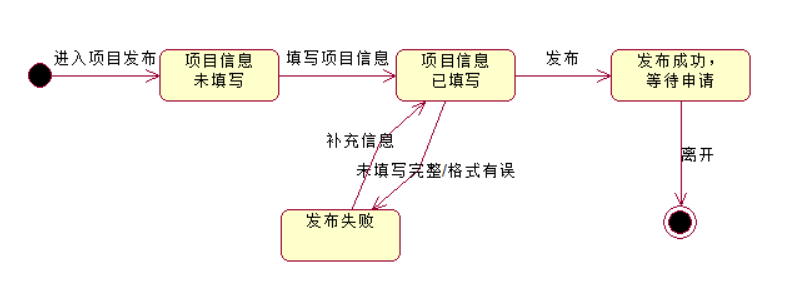 进入项目发布
项目信息
未填写
填写项目信息
项目信息
已填写
发布
发布成功，
等待申请
补充信息
未填写完整/格式有误
离开
发布失败